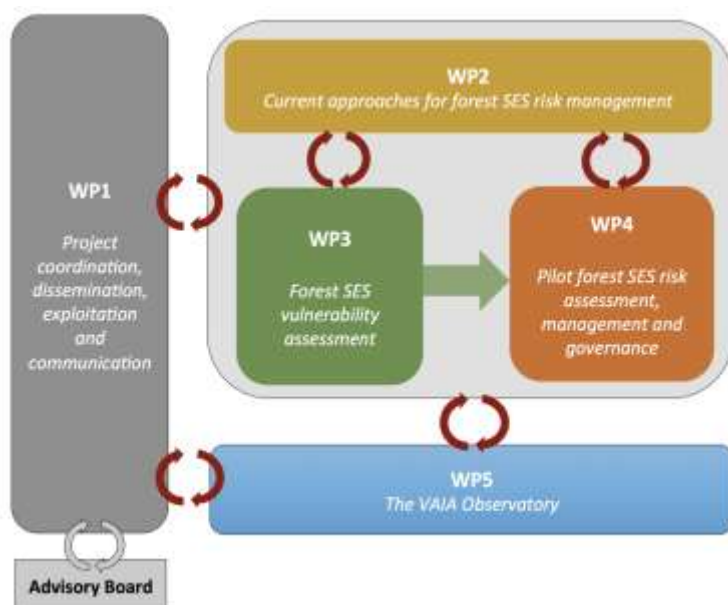 WP1
Project
coordination,
dissemination,
exploitation
and
communication
WP2
Current approaches for forest SES risk management
WP3
Forest SES
vulnerability
assessment
WP4
Pilot forest SES risk
assessment,
management and
governance
WP5
The VAIA Observatory
Advisory Board